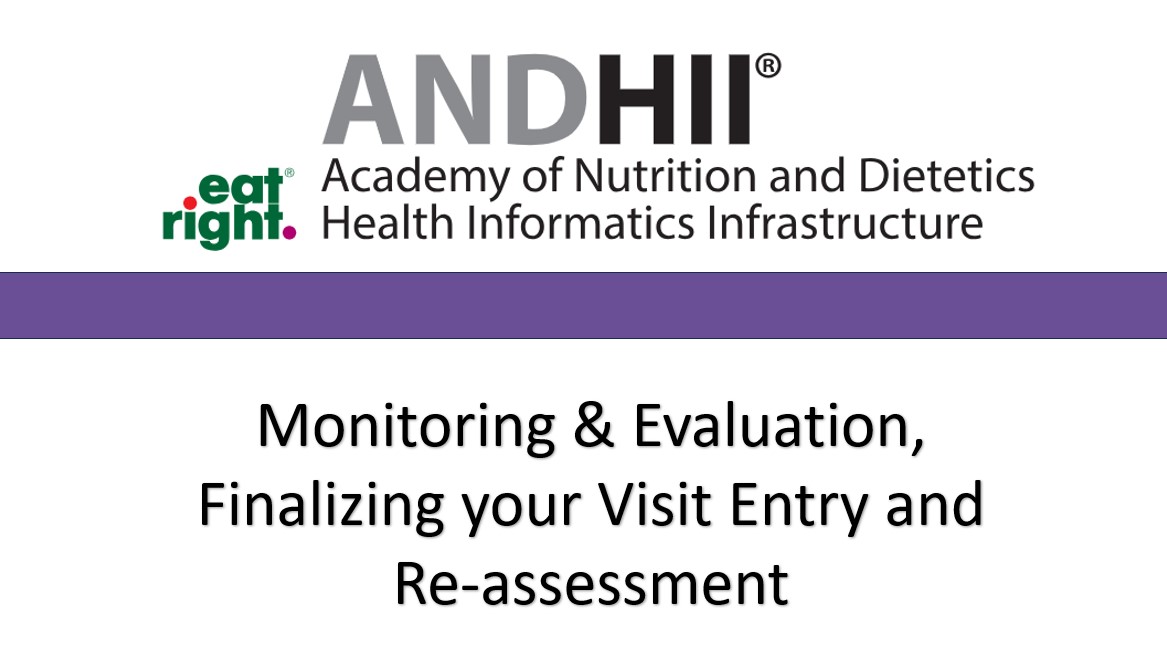 ANDHII®
Academy of Nutrition and Dietetics
Health Informatics Infrastructure
eat®
right.
Monitoring & Evaluation,
Finalizing your Visit Entry and
Re-assessment